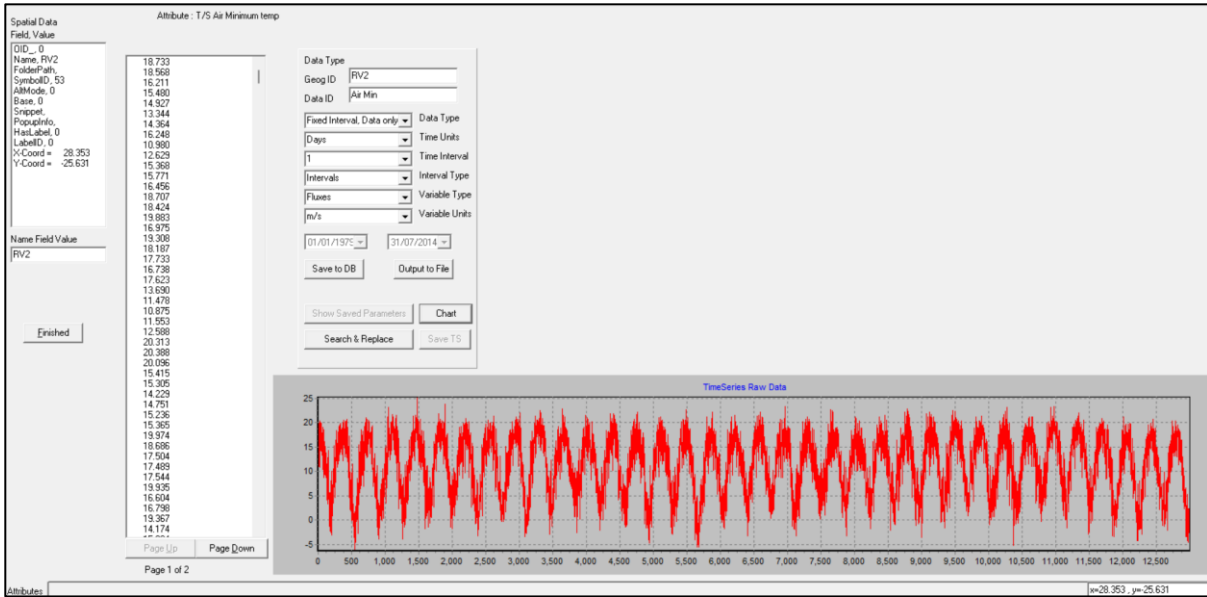 Attribute : T/S Air Minimum temp
Spatial Data
Field, Value
OID_, 0
Name, RV2
FolderPath,
SymbolID, 53
AltMode, 0
Base, 0
Snippet,
PopupInfo,
HasLabel, 0
LabelID, 0
X-Coord = 28.353
Y-Coord = -25.631
Name Field Value
RV2
Finished
18.733
18.568
16.211
15.480
14.927
13.344
14.364
16.248
10.980
12.629
15.368
15.771
16.456
18.707
18.424
19.883
16.975
19.308
18.187
17.733
16.738
17.623
13.690
11.478
10.875
11.553
12.588
20.313
20.388
20.096
15.415
15.305
14.229
14.751
15.236
15.365
19.974
18.686
17.504
17.489
17.544
19.935
16.604
16.798
19.367
14.174
Page Up Page Down
Page 1 of 2
Data Type
Geog ID RV2
Data ID Air Min
Fixed Interval, Data only Data Type
Days Time Units
1 Time Interval
Intervals Interval Type
Fluxes Variable Type
m/s Variable Units
01/01/1979 31/07/2014
Save to DB Output to File
Show Saved Parameters Chart
Search & Replace Save TS
TimeSeries Raw Data
25
20
15
10
5
0
-5
0 500 1,000 1,500 2,000 2,500 3,000 3,500 4,000 4,500 5,000 5,500 6,000 6,500 7,000 7,500 8,000 8,500 9,000 9,500 10,000 10,500 11,000 11,500 12,000 12,500
Attributes x=28.353 , y=-25.631